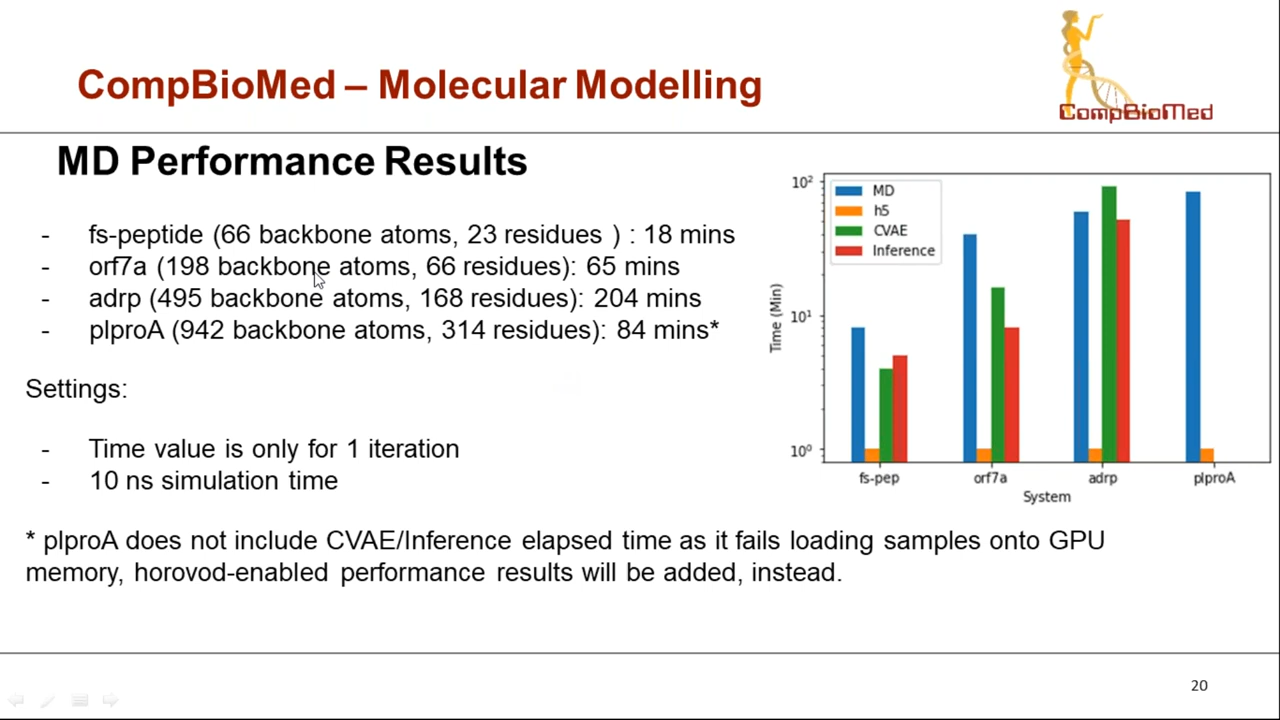 CompBioMed – Molecular Modelling
CompBioMed
MD Performance Results
- fs-peptide (66 backbone atoms, 23 residues ) : 18 mins
- orf7a (198 backbone atoms, 66 residues): 65 mins
- adrp (495 backbone atoms, 168 residues): 204 mins
- plproA (942 backbone atoms, 314 residues): 84 mins*
Settings:
- Time value is only for 1 iteration
- 10 ns simulation time
* plproA does not include CVAE/Inference elapsed time as it fails loading samples onto GPU
memory, horovod-enabled performance results will be added, instead.
MD
h5
CVAE
Inference
Time (Min)
10²
10¹
10⁰
fs-pep orf7a adrp plproA
System
20